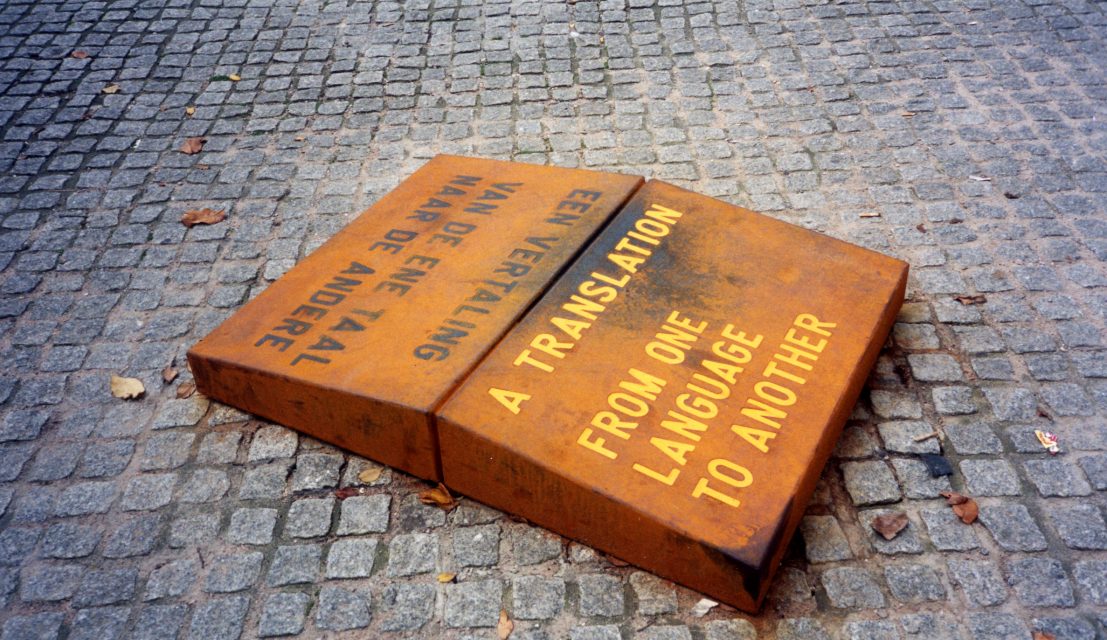 A TRANSLATION
FROM ONE
LANGUAGE
TO ANOTHER
EEN VERTALING
VAN DE ENE TAAL
NAAR DE ANDERE